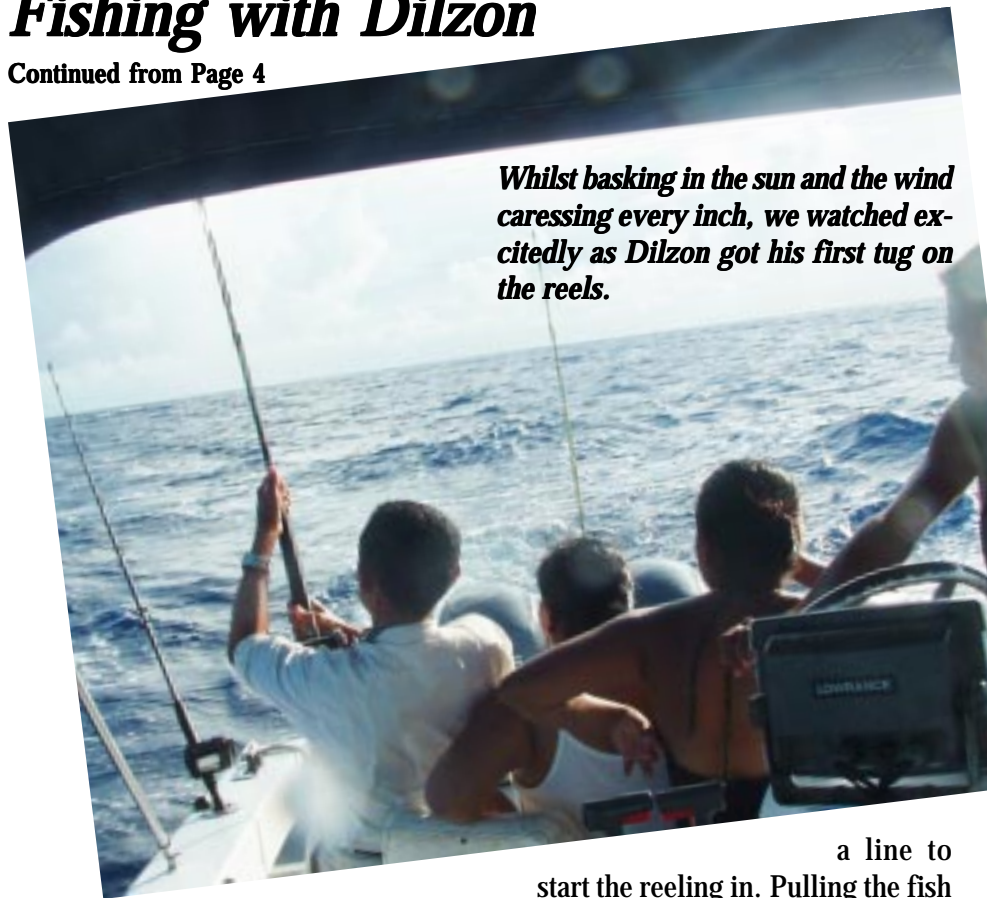 Fishing with Dilzon
Continued from Page 4
Whilst basking in the sun and the wind
caressing every inch, we watched ex-
citedly as Dilzon got his first tug on
the reels.
LOWRANCE
a line to
start the reeling in. Pulling the fish